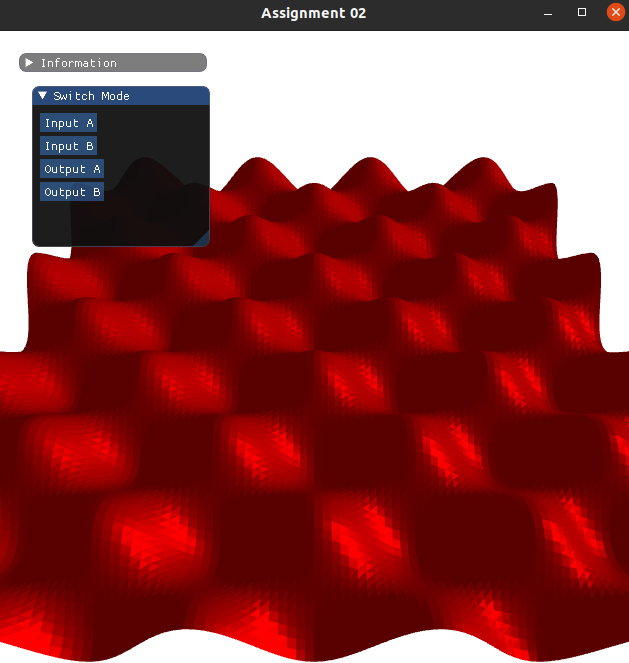 Assignment 02
Information
Switch Mode
Input A
Input B
Output A
Output B